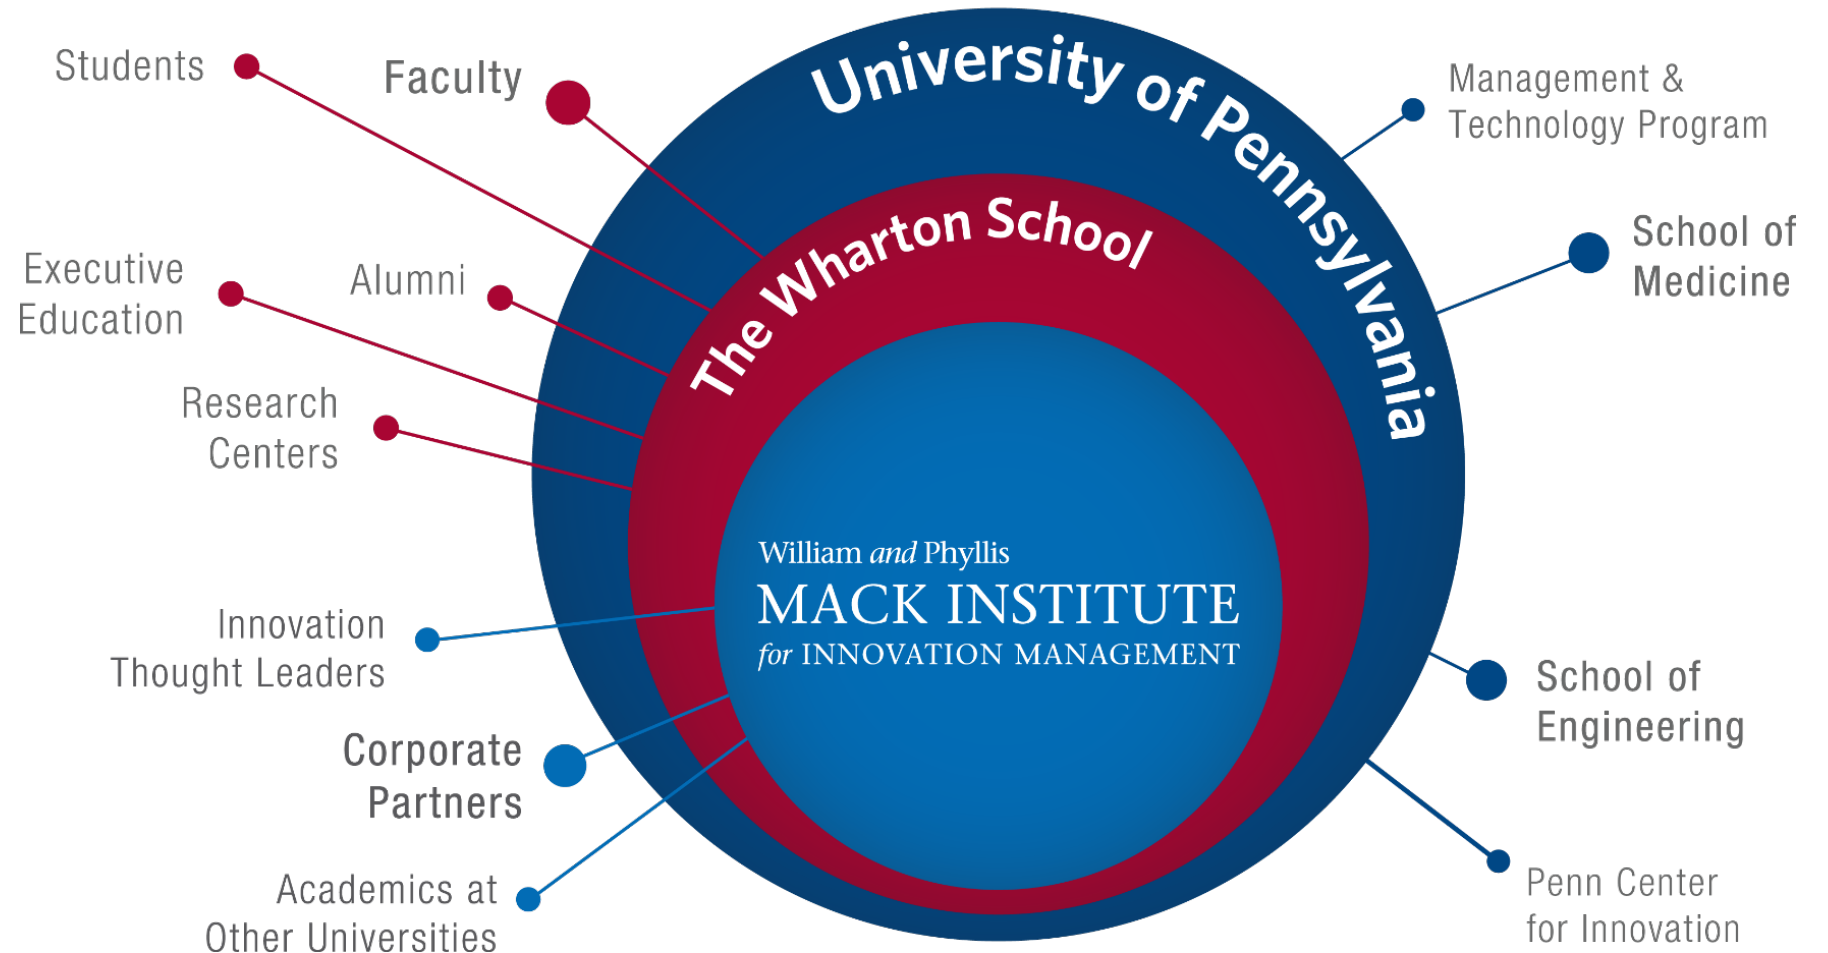 Students
Faculty
University of Pennsylvania
Management &
Technology Program
The Wharton School
School of
Medicine
Executive
Education
Alumni
Research
Centers
William and Phyllis
MACK INSTITUTE
for INNOVATION MANAGEMENT
Innovation
Thought Leaders
School of
Engineering
Corporate
Partners
Academics at
Other Universities
Penn Center
for Innovation